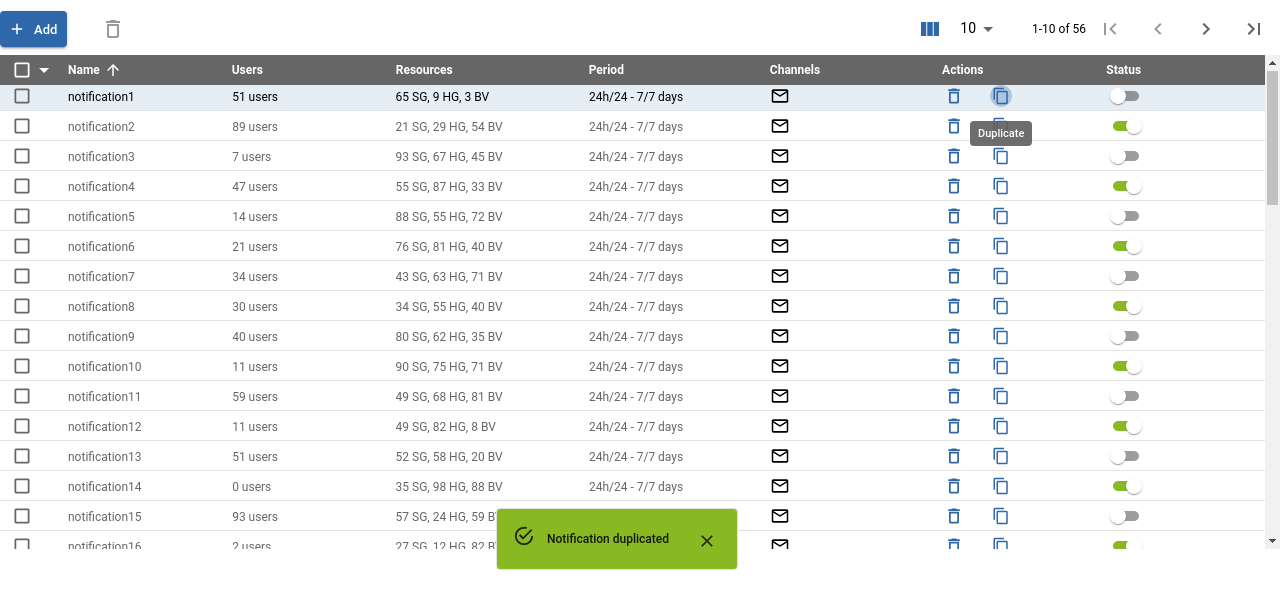 Add 10 1-10 of 56
Name Users Resources Period Channels Actions Status
notification1 51 users 65 SG, 9 HG, 3 BV 24h/24 - 7/7 days
notification2 89 users 21 SG, 29 HG, 54 BV 24h/24 - 7/7 days
Duplicate
notification3 7 users 93 SG, 67 HG, 45 BV 24h/24 - 7/7 days
notification4 47 users 55 SG, 87 HG, 33 BV 24h/24 - 7/7 days
notification5 14 users 88 SG, 55 HG, 72 BV 24h/24 - 7/7 days
notification6 21 users 76 SG, 81 HG, 40 BV 24h/24 - 7/7 days
notification7 34 users 43 SG, 63 HG, 71 BV 24h/24 - 7/7 days
notification8 30 users 34 SG, 55 HG, 40 BV 24h/24 - 7/7 days
notification9 40 users 80 SG, 62 HG, 35 BV 24h/24 - 7/7 days
notification10 11 users 90 SG, 75 HG, 71 BV 24h/24 - 7/7 days
notification11 59 users 49 SG, 68 HG, 81 BV 24h/24 - 7/7 days
notification12 11 users 49 SG, 82 HG, 8 BV 24h/24 - 7/7 days
notification13 51 users 52 SG, 58 HG, 20 BV 24h/24 - 7/7 days
notification14 0 users 35 SG, 98 HG, 88 BV 24h/24 - 7/7 days
notification15 93 users 57 SG, 24 HG, 59
notification16 2 users 27 SG, 12 HG, 82
Notification duplicated